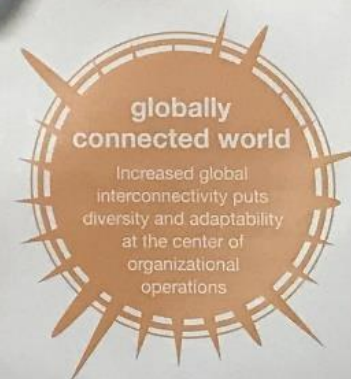 globally
connected world
Increased global
interconnectivity puts
diversity and adaptability
at the center of
organizational
operations